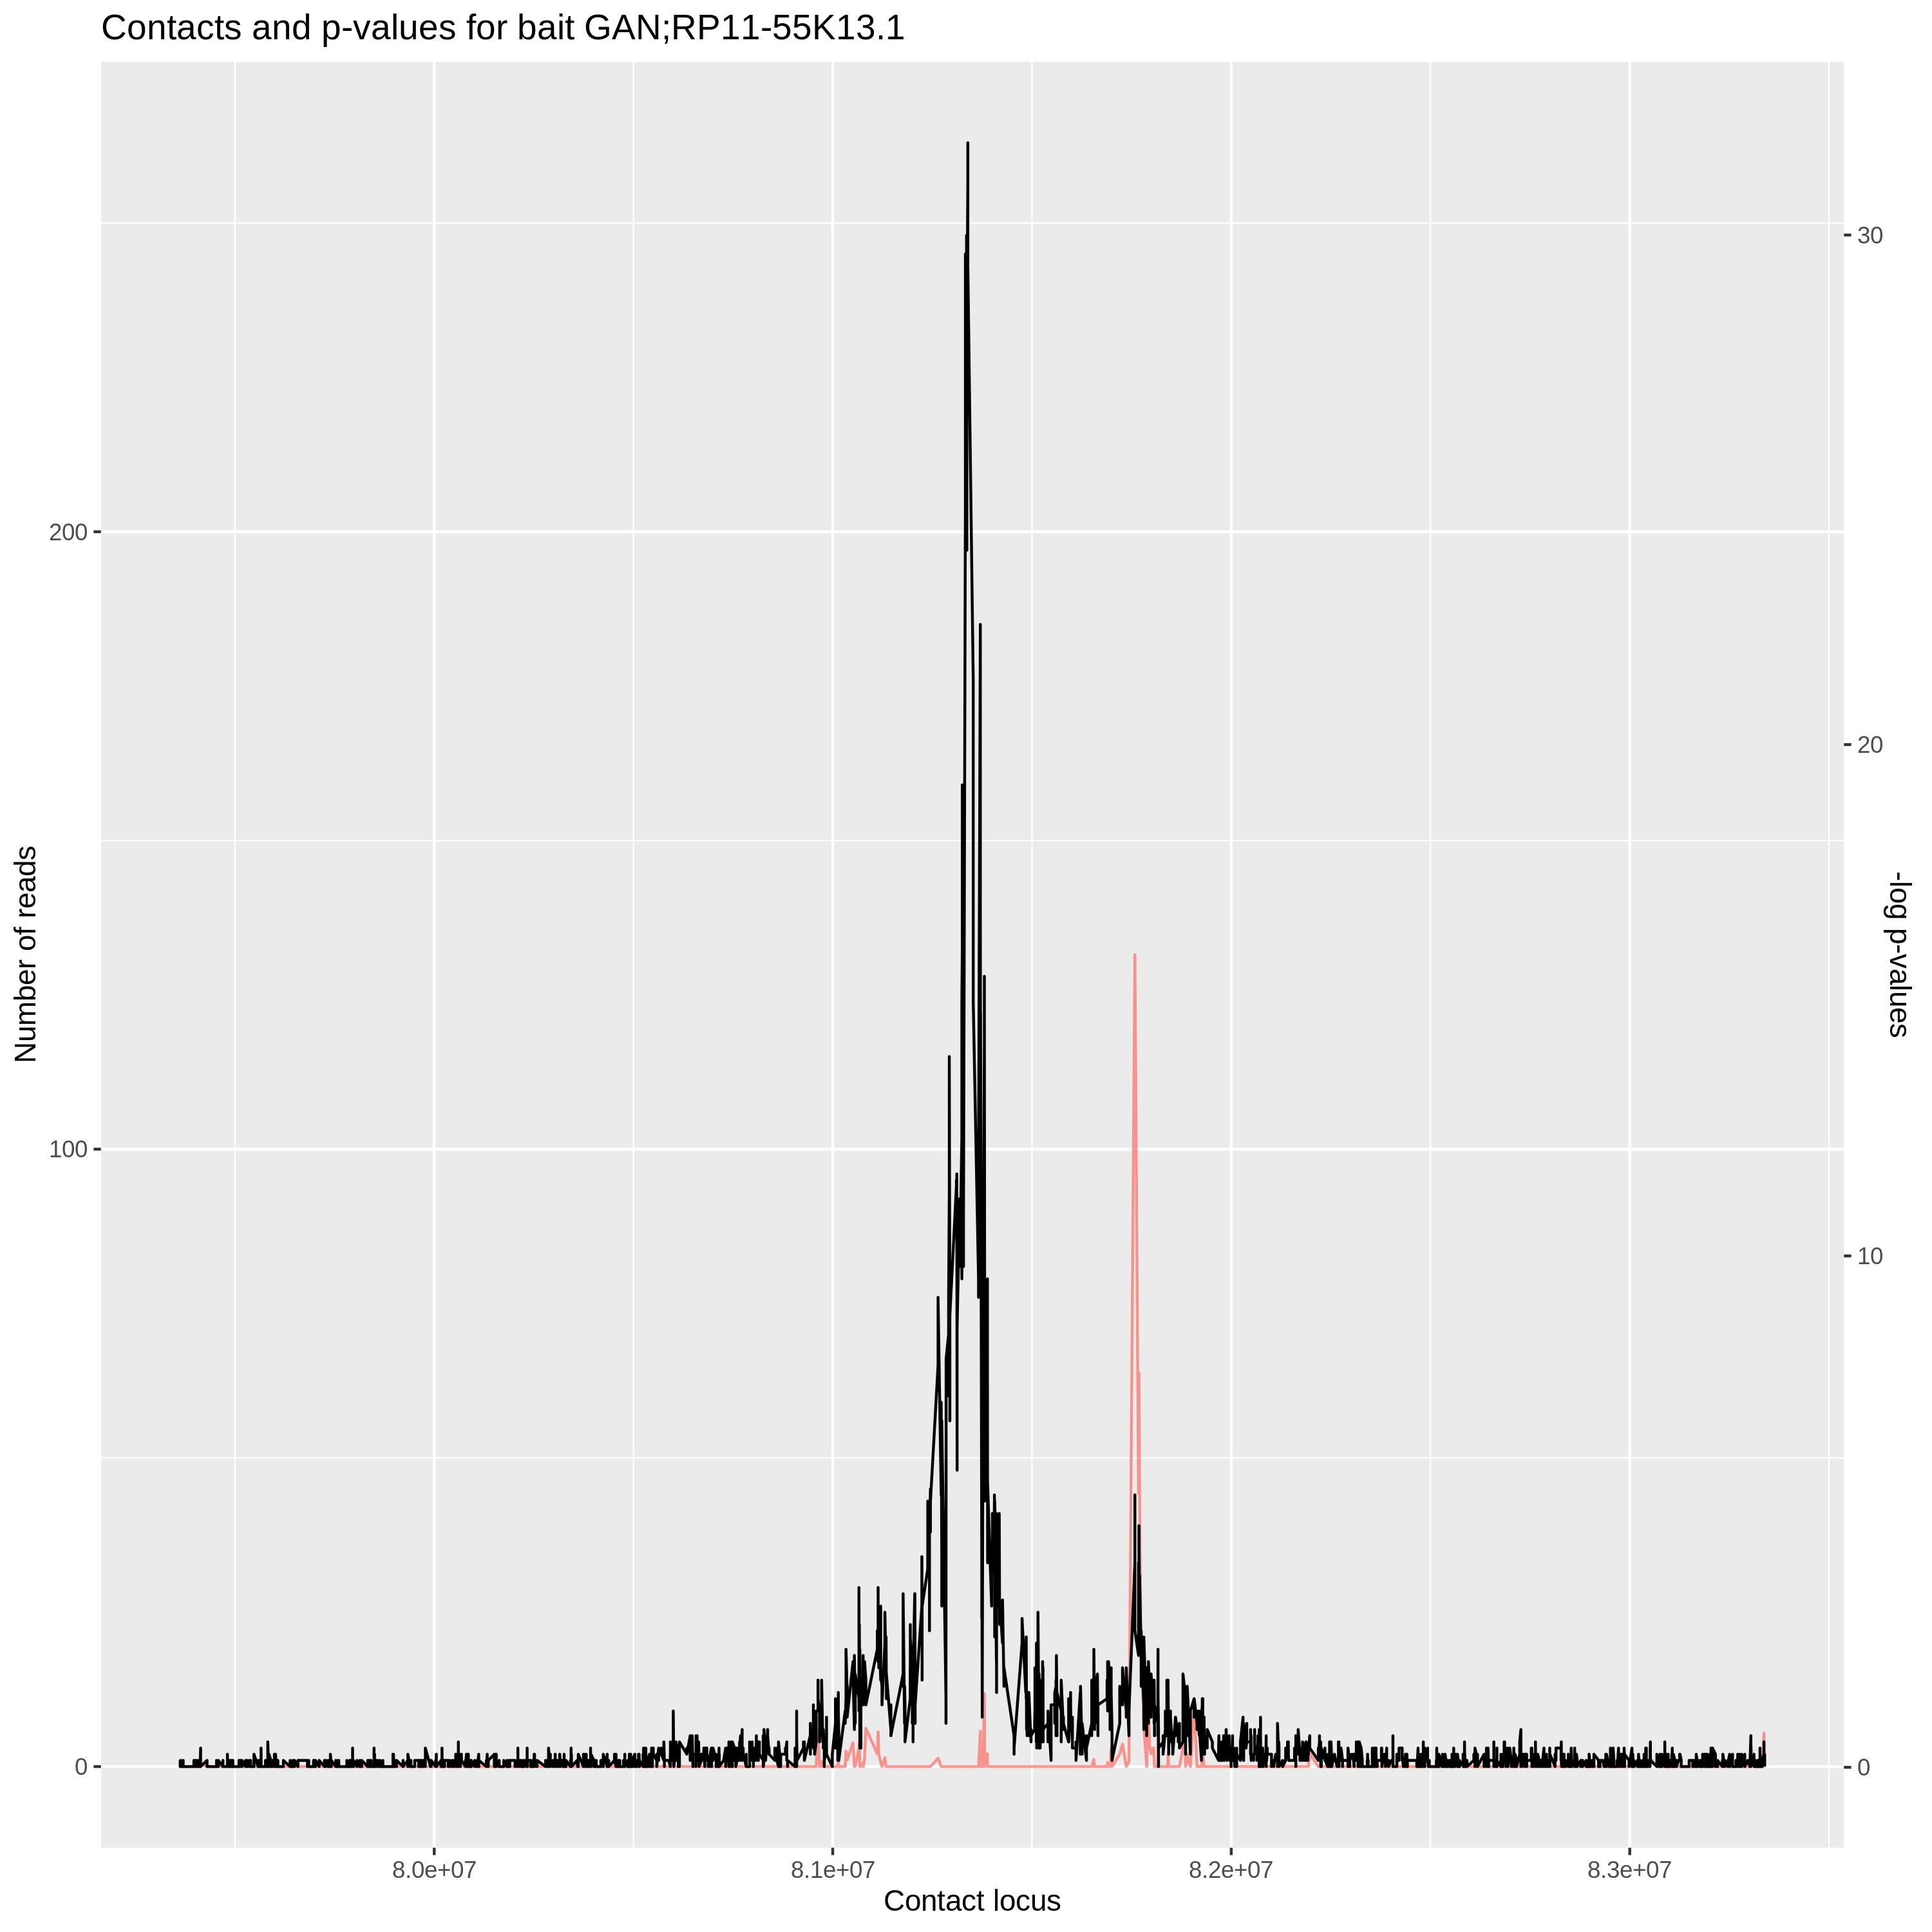 Contacts and p-values for bait GAN;RP11-55K13.1
Number of reads
200
100
0
30
20
10
0
-log p-values
8.0e+07
8.1e+07
8.2e+07
8.3e+07
Contact locus